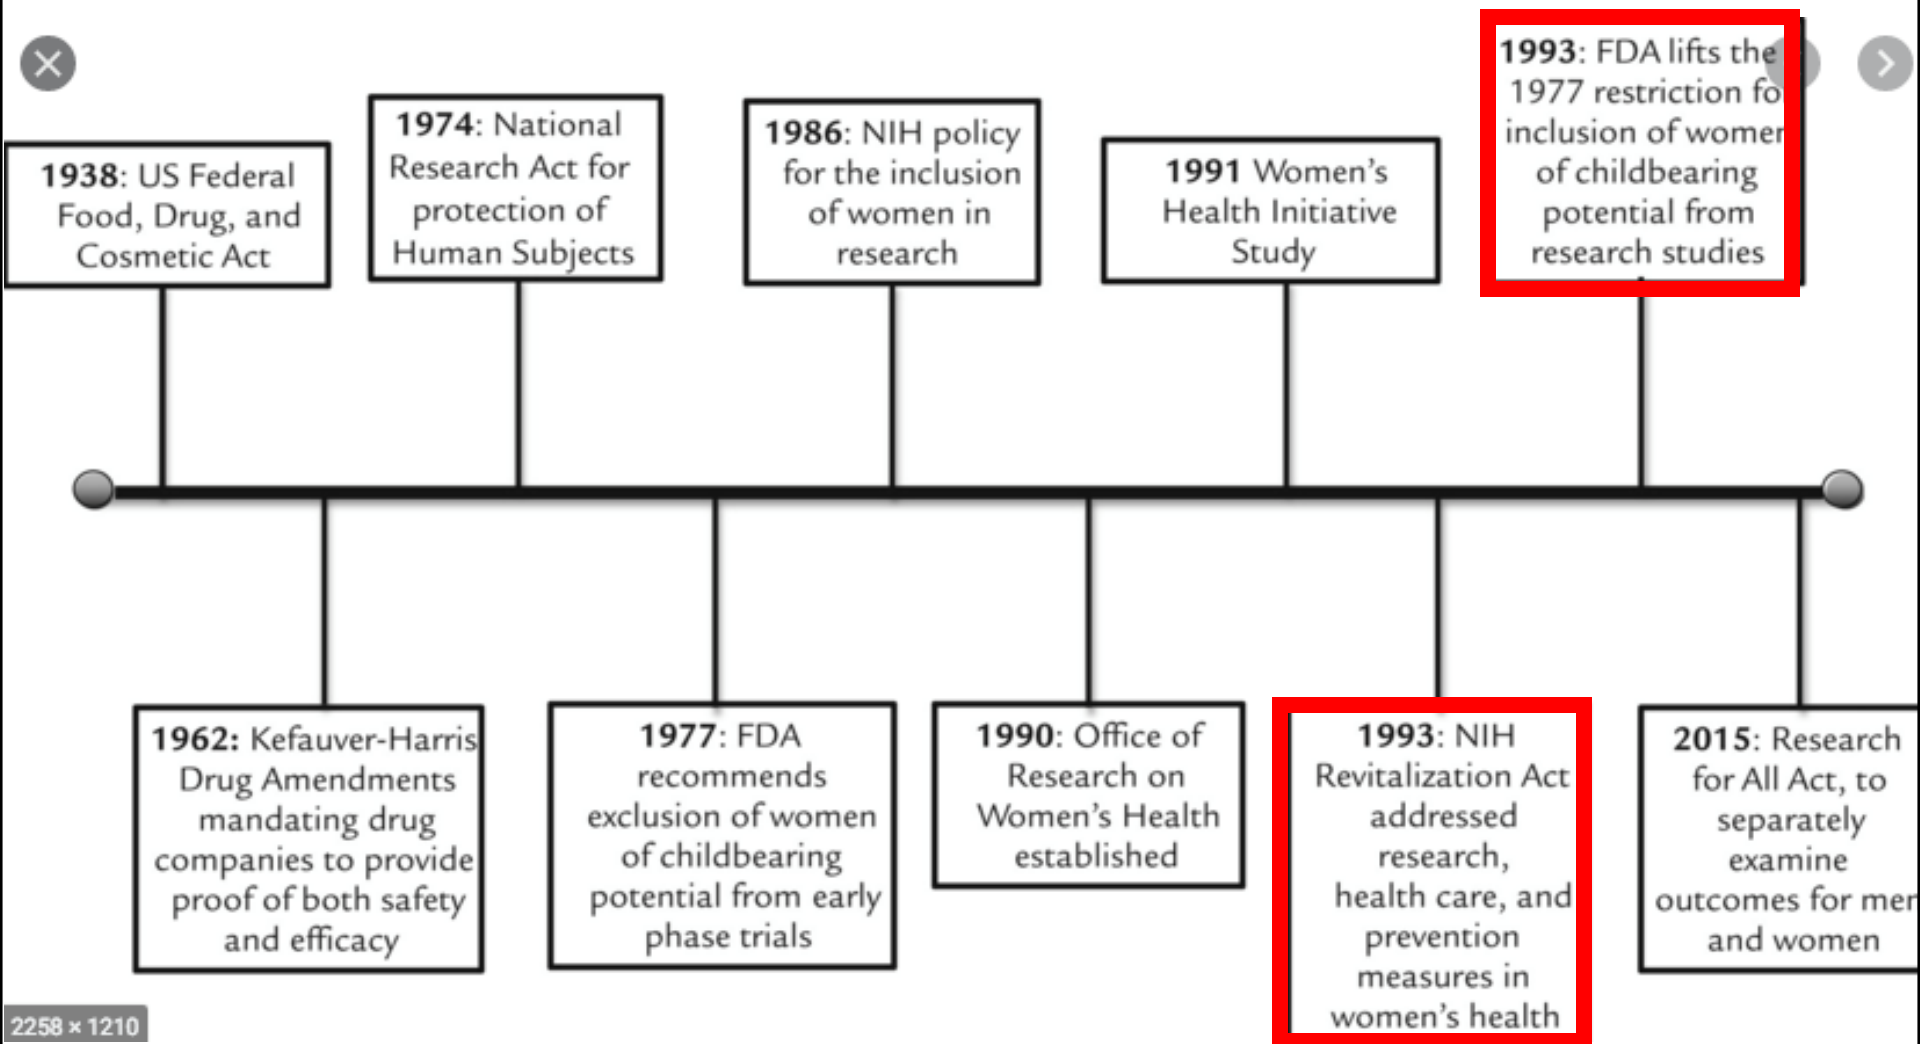 1938: US Federal
Food, Drug, and
Cosmetic Act
1974: National
Research Act for
protection of
Human Subjects
1986: NIH policy
for the inclusion
of women in
research
1991 Women's
Health Initiative
Study
1993: FDA lifts the
1977 restriction fo
inclusion of women
of childbearing
potential from
research studies
1962: Kefauver-Harris
Drug Amendments
mandating drug
companies to provide
proof of both safety
and efficacy
1977: FDA
recommends
exclusion of women
of childbearing
potential from early
phase trials
1990: Office of
Research on
Women's Health
established
1993: NIH
Revitalization Act
addressed
research,
health care, and
prevention
measures in
women's health
2015: Research
for All Act, to
separately
examine
outcomes for men
and women
2258 × 1210